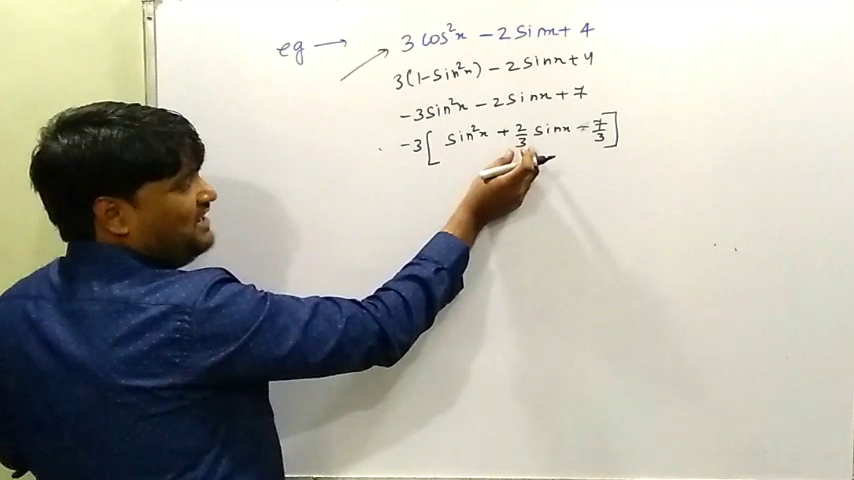 eg → 3 cos²x - 2 sinx + 4
3(1-sin²x) - 2 sinx + 4
-3sin²x - 2 sinx + 7
-3[ sin²x + 2/3 sinx - 7/3 ]